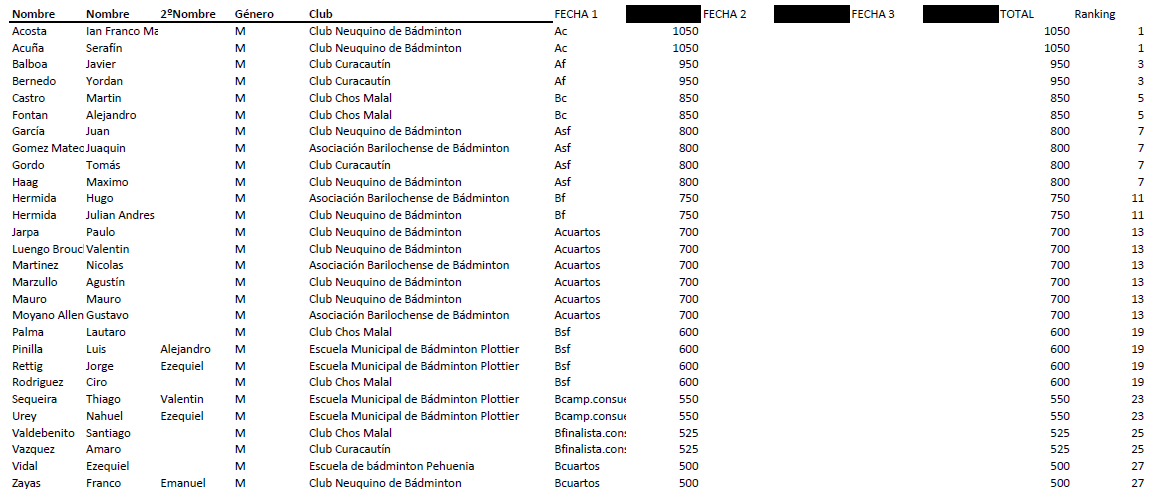 Nombre Nombre 2ºNombre Género Club FECHA 1 FECHA 2 FECHA 3 TOTAL Ranking
Acosta Ian Franco Ma M Club Neuquino de Bádminton Ac 1050 1050 1
Acuña Serafín M Club Neuquino de Bádminton Ac 1050 1050 1
Balboa Javier M Club Curacautín Af 950 950 3
Bernedo Yordan M Club Curacautín Af 950 950 3
Castro Martin M Club Chos Malal Bc 850 850 5
Fontan Alejandro M Club Chos Malal Bc 850 850 5
García Juan M Club Neuquino de Bádminton Asf 800 800 7
Gomez Matec Juaquin M Asociación Barilochense de Bádminton Asf 800 800 7
Gordo Tomás M Club Curacautín Asf 800 800 7
Haag Maximo M Club Neuquino de Bádminton Asf 800 800 7
Hermida Hugo M Asociación Barilochense de Bádminton Bf 750 750 11
Hermida Julian Andres M Club Neuquino de Bádminton Bf 750 750 11
Jarpa Paulo M Club Neuquino de Bádminton Acuartos 700 700 13
Luengo Brouc Valentin M Club Neuquino de Bádminton Acuartos 700 700 13
Martinez Nicolas M Asociación Barilochense de Bádminton Acuartos 700 700 13
Marzullo Agustín M Club Neuquino de Bádminton Acuartos 700 700 13
Mauro Mauro M Club Neuquino de Bádminton Acuartos 700 700 13
Moyano Allen Gustavo M Asociación Barilochense de Bádminton Acuartos 700 700 13
Palma Lautaro M Club Chos Malal Bsf 600 600 19
Pinilla Luis Alejandro M Escuela Municipal de Bádminton Plottier Bsf 600 600 19
Rettig Jorge Ezequiel M Escuela Municipal de Bádminton Plottier Bsf 600 600 19
Rodriguez Ciro M Club Chos Malal Bsf 600 600 19
Sequeira Thiago Valentin M Escuela Municipal de Bádminton Plottier Bcamp.consue 550 550 23
Urey Nahuel Ezequiel M Escuela Municipal de Bádminton Plottier Bcamp.consue 550 550 23
Valdebenito Santiago M Club Chos Malal Bfinalista.cons 525 525 25
Vazquez Amaro M Club Curacautín Bfinalista.cons 525 525 25
Vidal Ezequiel M Escuela de bádminton Pehuenia Bcuartos 500 500 27
Zayas Franco Emanuel M Club Neuquino de Bádminton Bcuartos 500 500 27